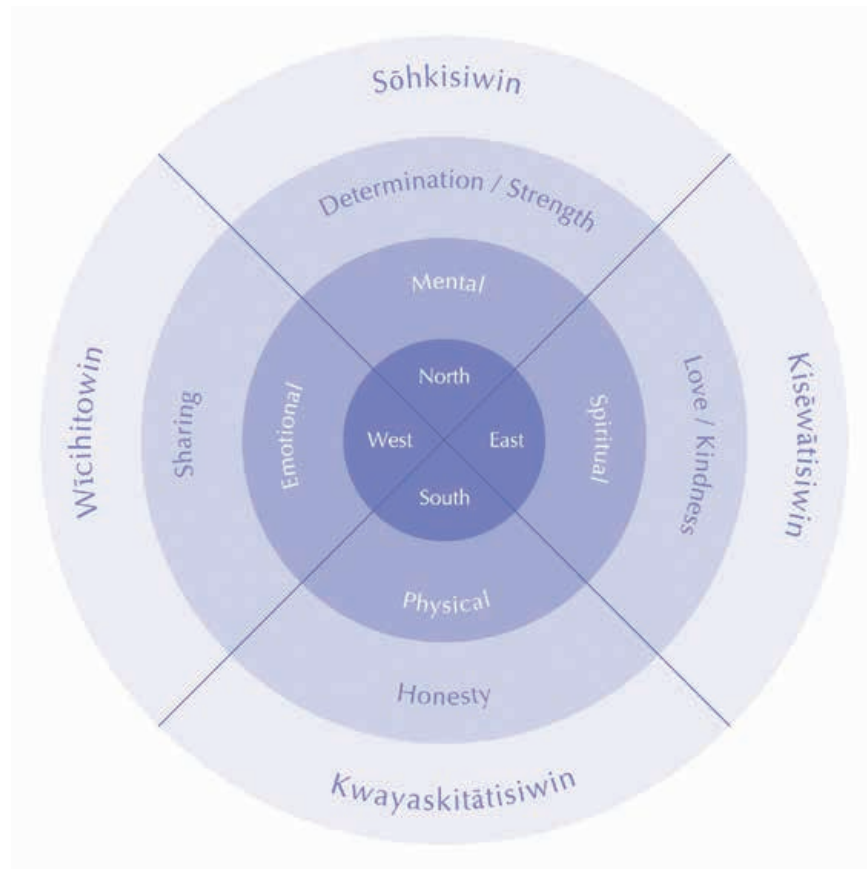 Sōhkisiwin
Determination / Strength
Mental
North
Wīcihitowin
Sharing
Emotional
West
East
Spiritual
Love / Kindness
Kisēwātisiwin
South
Physical
Honesty
Kwayaskitātisiwin